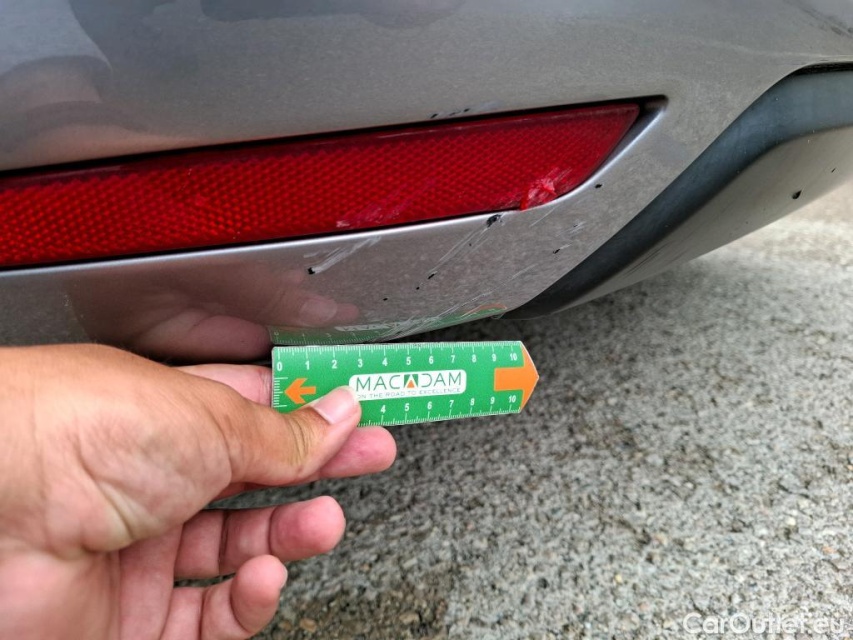 0 1 2 3 4 5 6 7 8 9 10
MACADAM
ON THE ROAD TO EXCELLENCE
4 5 6 7 8 9 10
CarOutlet.eu